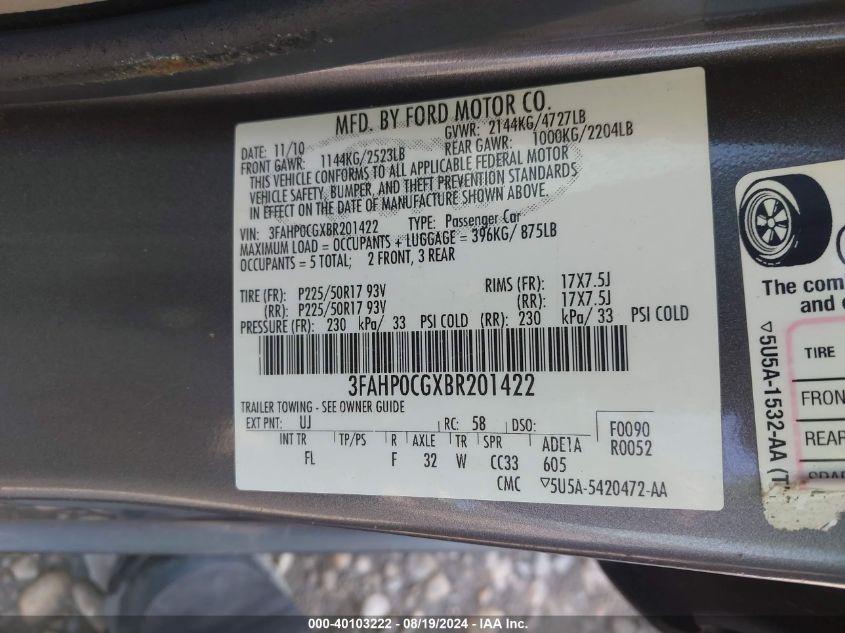 MFD. BY FORD MOTOR CO.
DATE: 11/10 GVWR: 2144KG/4727LB
FRONT GAWR: 1144KG/2523LB REAR GAWR: 1000KG/2204LB
THIS VEHICLE CONFORMS TO ALL APPLICABLE FEDERAL MOTOR
VEHICLE SAFETY, BUMPER, AND THEFT PREVENTION STANDARDS
IN EFFECT ON THE DATE OF MANUFACTURE SHOWN ABOVE.
VIN: 3FAHP0CGXBR201422 TYPE: Passenger Car
MAXIMUM LOAD = OCCUPANTS + LUGGAGE = 396KG/ 875LB
OCCUPANTS = 5 TOTAL; 2 FRONT, 3 REAR
TIRE (FR): P225/50R17 93V RIMS (FR): 17X7.5J
(RR): P225/50R17 93V (RR): 17X7.5J
PRESSURE (FR): 230 kPa/ 33 PSI COLD (RR): 230 kPa/ 33 PSI COLD
3FAHP0CGXBR201422
TRAILER TOWING - SEE OWNER GUIDE
EXT PNT: UJ RC: 58 DSO: F0090
R0052
INT TR TP/PS R AXLE TR SPR ADE1A
FL F 32 W CC33 605
CMC ▽5U5A-5420472-AA
The com
and
▽5U5A-1532-AA (T
TIRE
FRON
REAR
SPAR
000-40103222 - 08/19/2024 - IAA Inc.